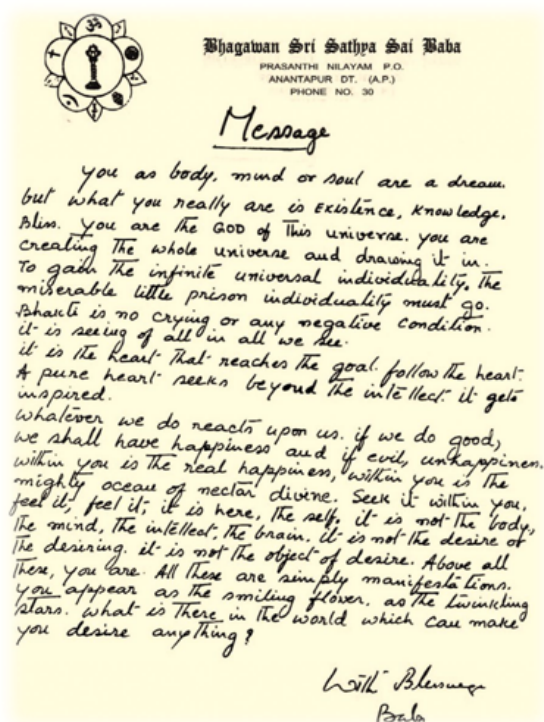 Bhagawan Sri Sathya Sai Baba
PRASANTHI NILAYAM P.O.
ANANTAPUR DT. (A.P.)
PHONE NO. 30
Message
You as body, mind or soul are a dream.
but what you really are is Existence, Knowledge,
Bliss. You are the GOD of This universe. you are
creating The whole universe and drawing it in.
To gain The infinite universal individuality, The
miserable little prison individuality must go.
Bhakti is no crying or any negative condition.
it is seeing of all in all we see.
it is the heart That reaches The goal. follow the heart.
A pure heart seeks beyond The intellect. it gets
inspired.
Whatever we do reacts upon us. if we do good,
we shall have happiness and if evil, unhappiness.
within you is the real happiness, within you is the
mighty ocean of nectar divine. Seek it within you,
feel it, feel it, it is here, the self. it is not the body,
The mind, the intellect, the brain. it is not the desire or
The desiring. it is not the object of desire. Above all
These, you are. All These are simply manifestations.
you appear as the smiling flower, as the twinkling
stars. what is There in the world which can make
you desire anything?
With Blessings
Baba